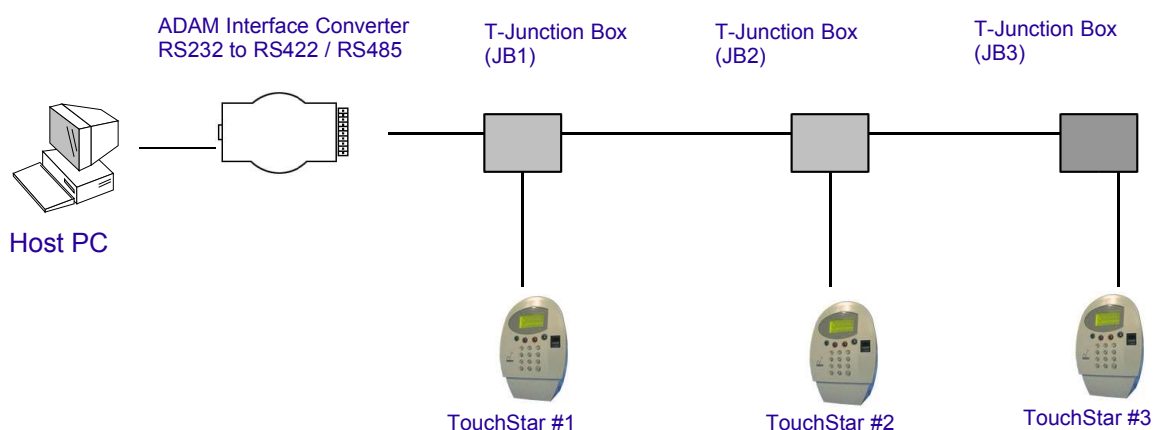 ADAM Interface Converter
RS232 to RS422 / RS485
T-Junction Box
(JB1)
T-Junction Box
(JB2)
T-Junction Box
(JB3)
Host PC
TouchStar #1
TouchStar #2
TouchStar #3